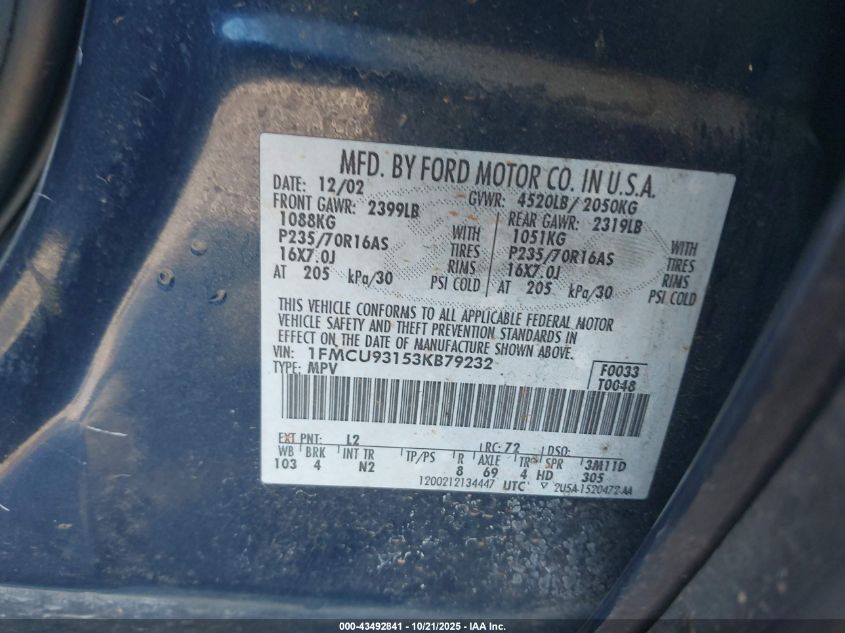 MFD. BY FORD MOTOR CO. IN U.S.A.
DATE: 12/02 GVWR: 4520LB/ 2050KG
FRONT GAWR: 2399LB REAR GAWR: 2319LB
1088KG WITH 1051KG WITH
P235/70R16AS TIRES P235/70R16AS TIRES
16X7.0J RIMS 16X7.0J RIMS
AT 205 kPa/30 PSI COLD AT 205 kPa/30 PSI COLD
THIS VEHICLE CONFORMS TO ALL APPLICABLE FEDERAL MOTOR
VEHICLE SAFETY AND THEFT PREVENTION STANDARDS IN
EFFECT ON THE DATE OF MANUFACTURE SHOWN ABOVE.
VIN: 1FMCU93153KB79232 F0033
TYPE: MPV T0048
EXT PNT: L2 RC: 72 DSO:
WB BRK INT TR TP/PS R AXLE TR SPR 3M11D
103 4 N2 8 69 4 HD 305
1200212134447 UTC ▽ 2U5A-1520472-AA
000-43492841 - 10/21/2025 - IAA Inc.